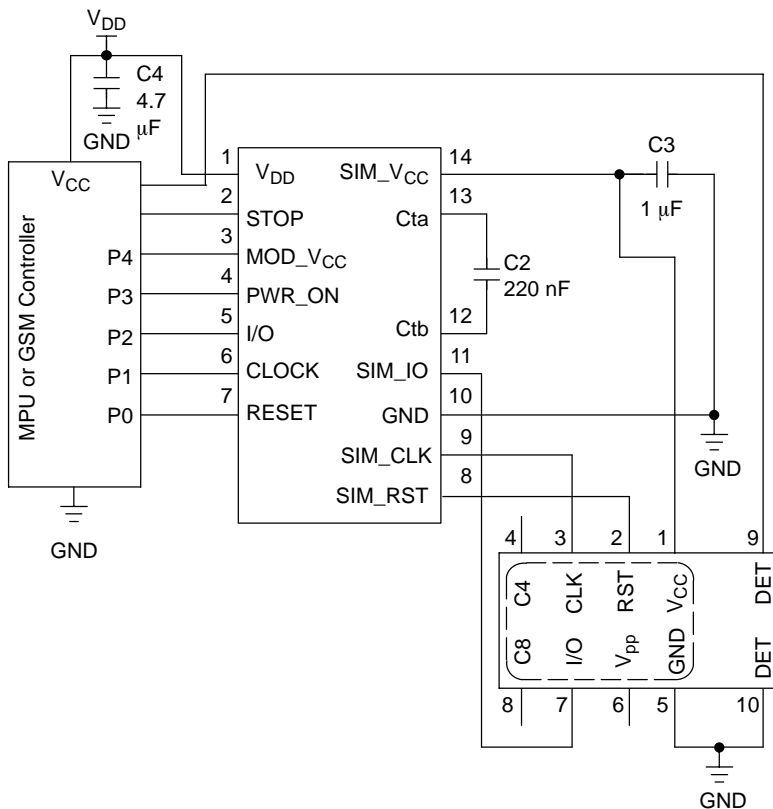 VDD
C4
4.7
µF
GND
VCC
MPU or GSM Controller
P4
P3
P2
P1
P0
GND
1
2
3
4
5
6
7
VDD
STOP
MOD_VCC
PWR_ON
I/O
CLOCK
RESET
SIM_VCC
Cta
Ctb
SIM_IO
GND
SIM_CLK
SIM_RST
14
13
12
11
10
9
8
C3
1 µF
C2
220 nF
GND
4
3
2
1
9
C4
CLK
RST
VCC
DET
C8
I/O
Vpp
GND
DET
8
7
6
5
10
GND